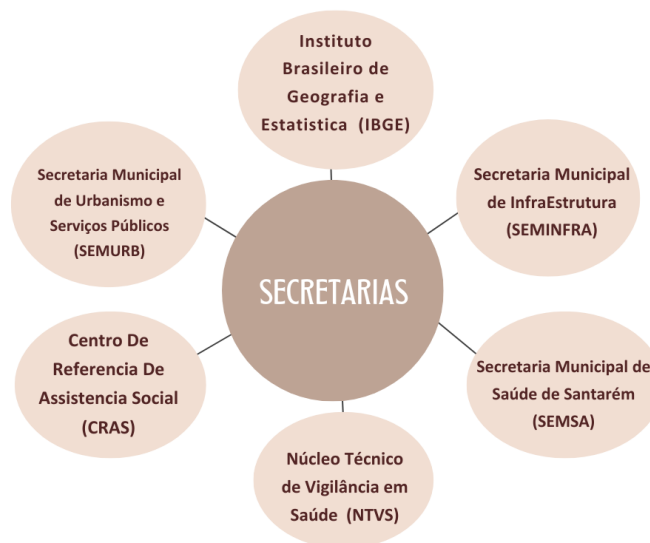 Instituto
Brasileiro de
Geografia e
Estatistica (IBGE)
Secretaria Municipal
de Urbanismo e
Serviços Públicos
(SEMURB)
Secretaria Municipal
de InfraEstrutura
(SEMINFRA)
SECRETARIAS
Centro De
Referencia De
Assistencia Social
(CRAS)
Secretaria Municipal de
Saúde de Santarém
(SEMSA)
Núcleo Técnico
de Vigilância em
Saúde (NTVS)